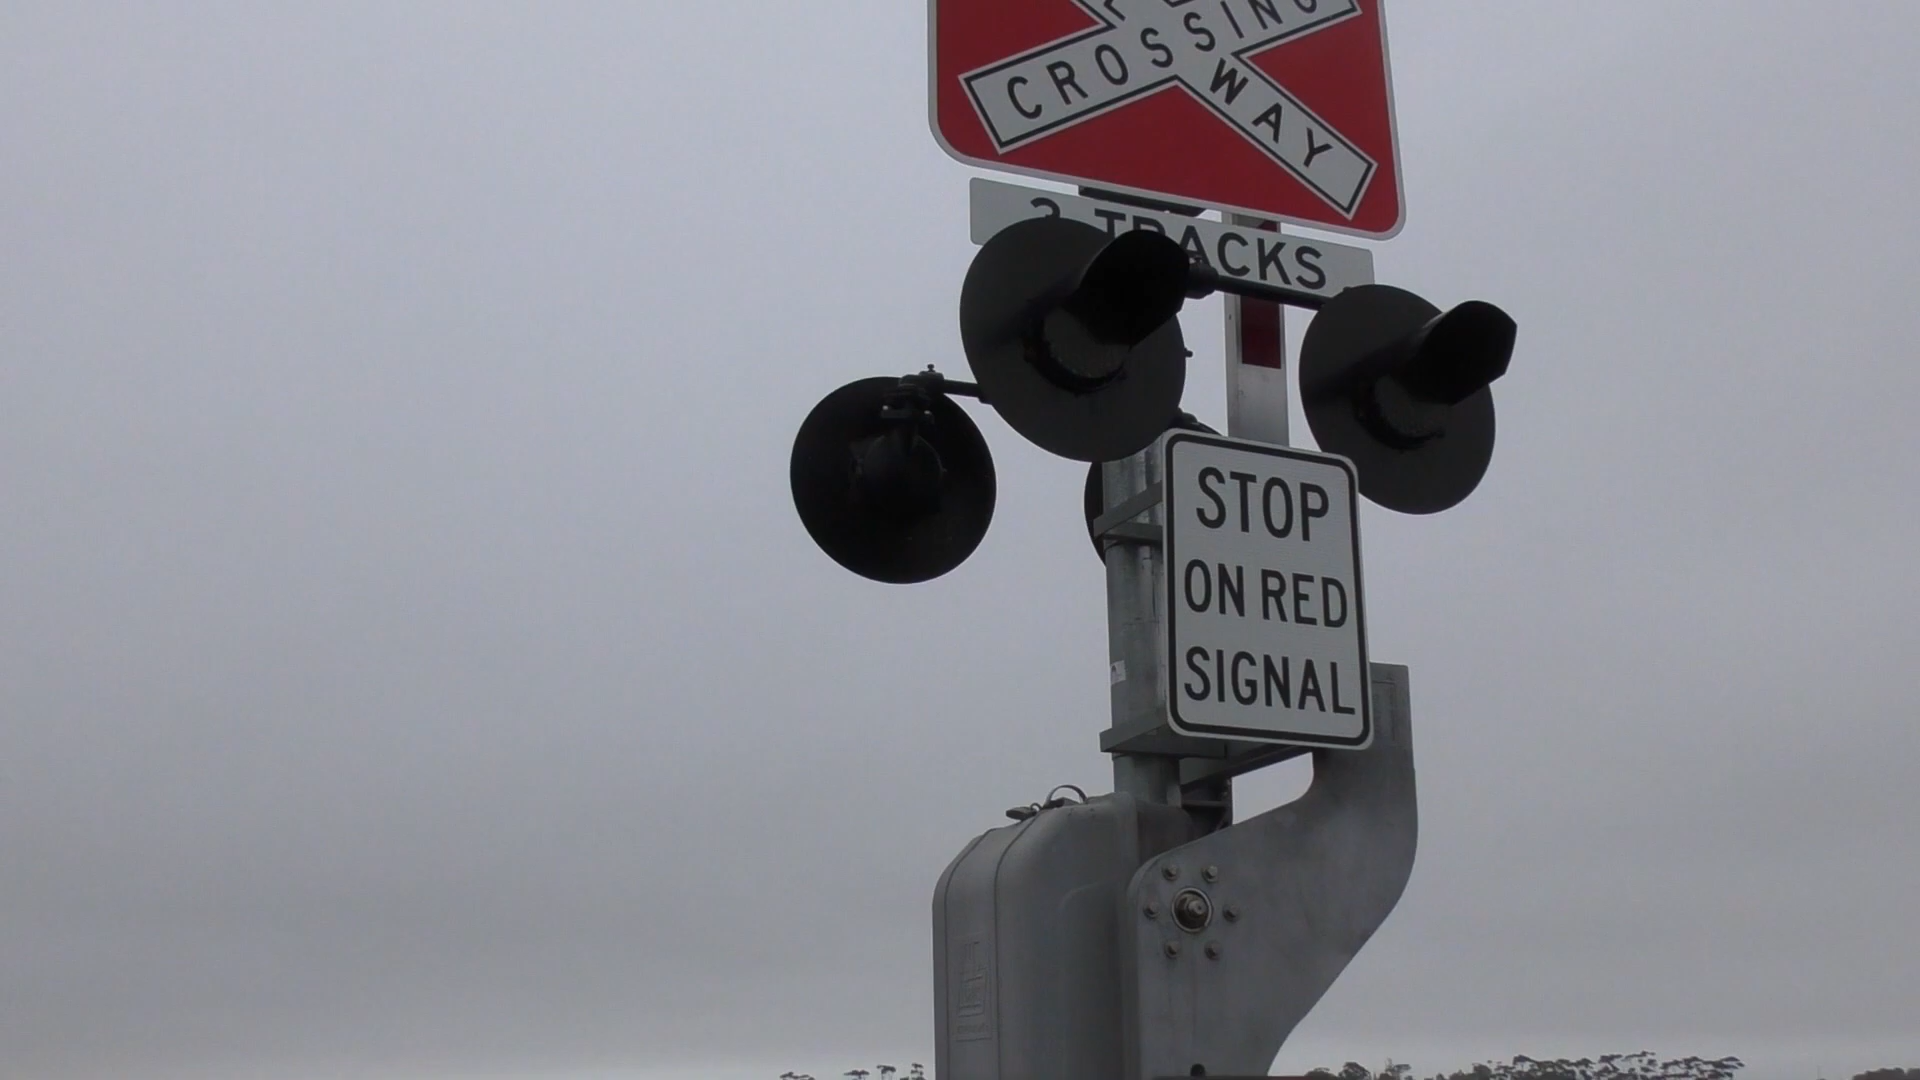 CROSSING
WAY
TRACKS
STOP
ON RED
SIGNAL